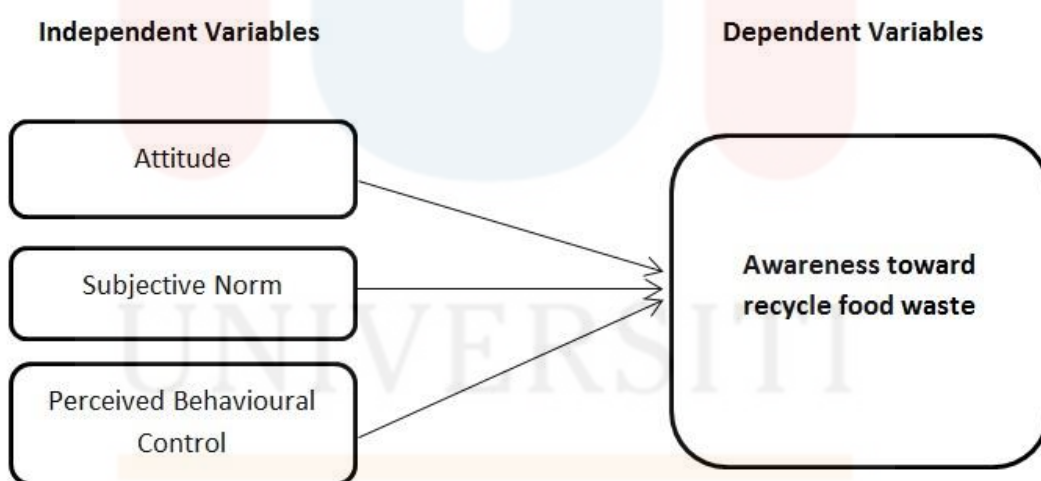 Independent Variables
Dependent Variables
Attitude
Subjective Norm
Perceived Behavioural
Control
Awareness toward
recycle food waste
UNIVERSITI